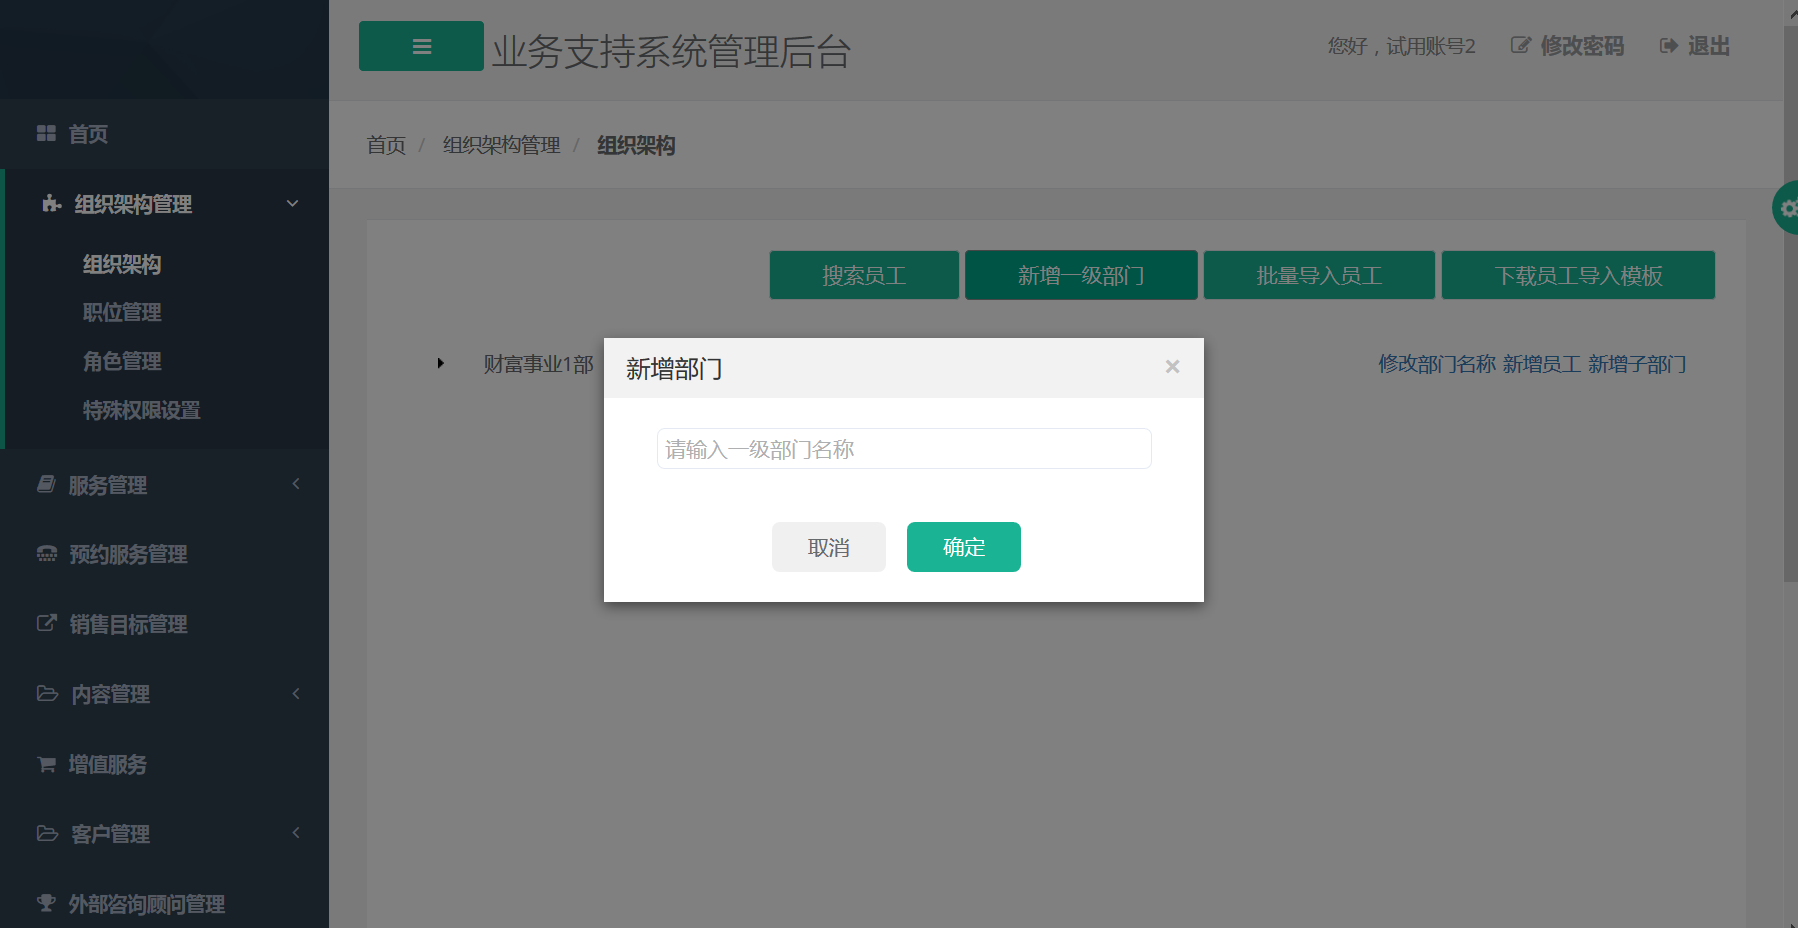 业务支持系统管理后台
您好，试用账号2 修改密码 退出
首页
组织架构管理
组织架构
职位管理
角色管理
特殊权限设置
服务管理
预约服务管理
销售目标管理
内容管理
增值服务
客户管理
外部咨询顾问管理
首页 / 组织架构管理 / 组织架构
搜索员工 新增一级部门 批量导入员工 下载员工导入模板
财富事业1部 修改部门名称 新增员工 新增子部门
新增部门 ×
请输入一级部门名称
取消 确定